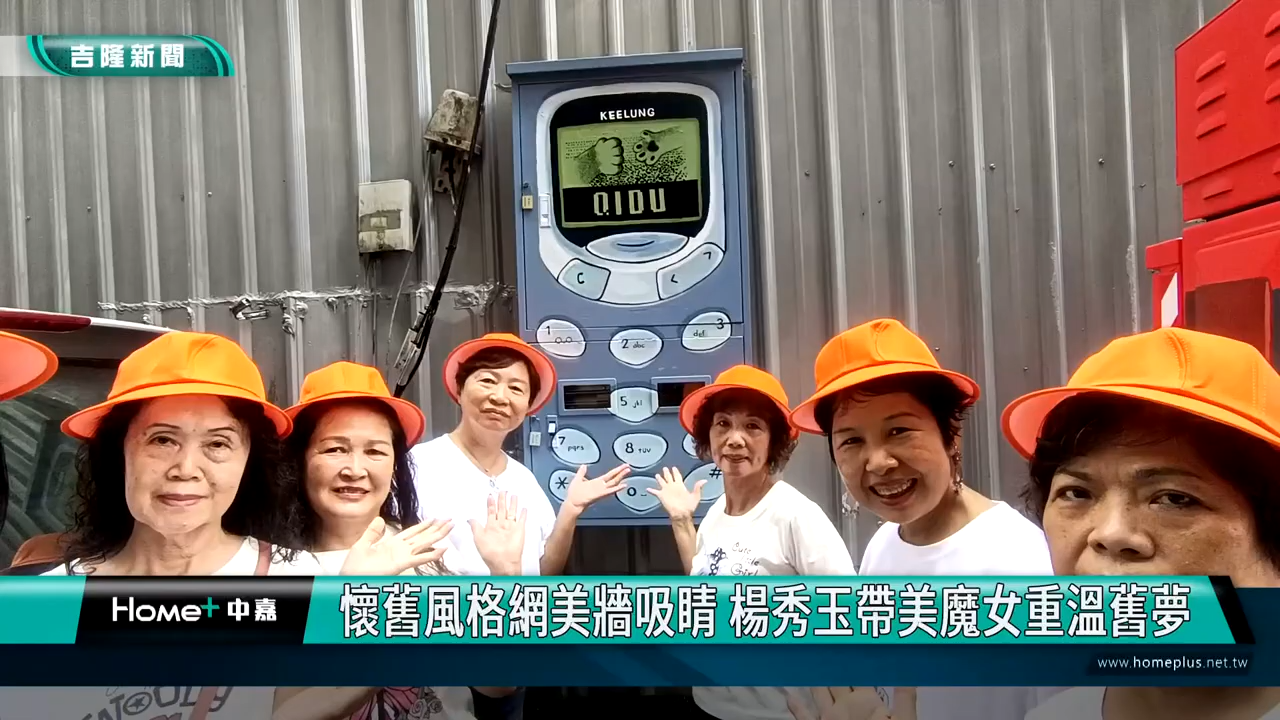 吉隆新聞
KEELUNG
QIDU
C
1
2 abc
3 def
5 jkl
7 pqrs
8 tuv
*
0
#
Home+ 中嘉
懷舊風格網美牆吸睛 楊秀玉帶美魔女重溫舊夢
www.homeplus.net.tw